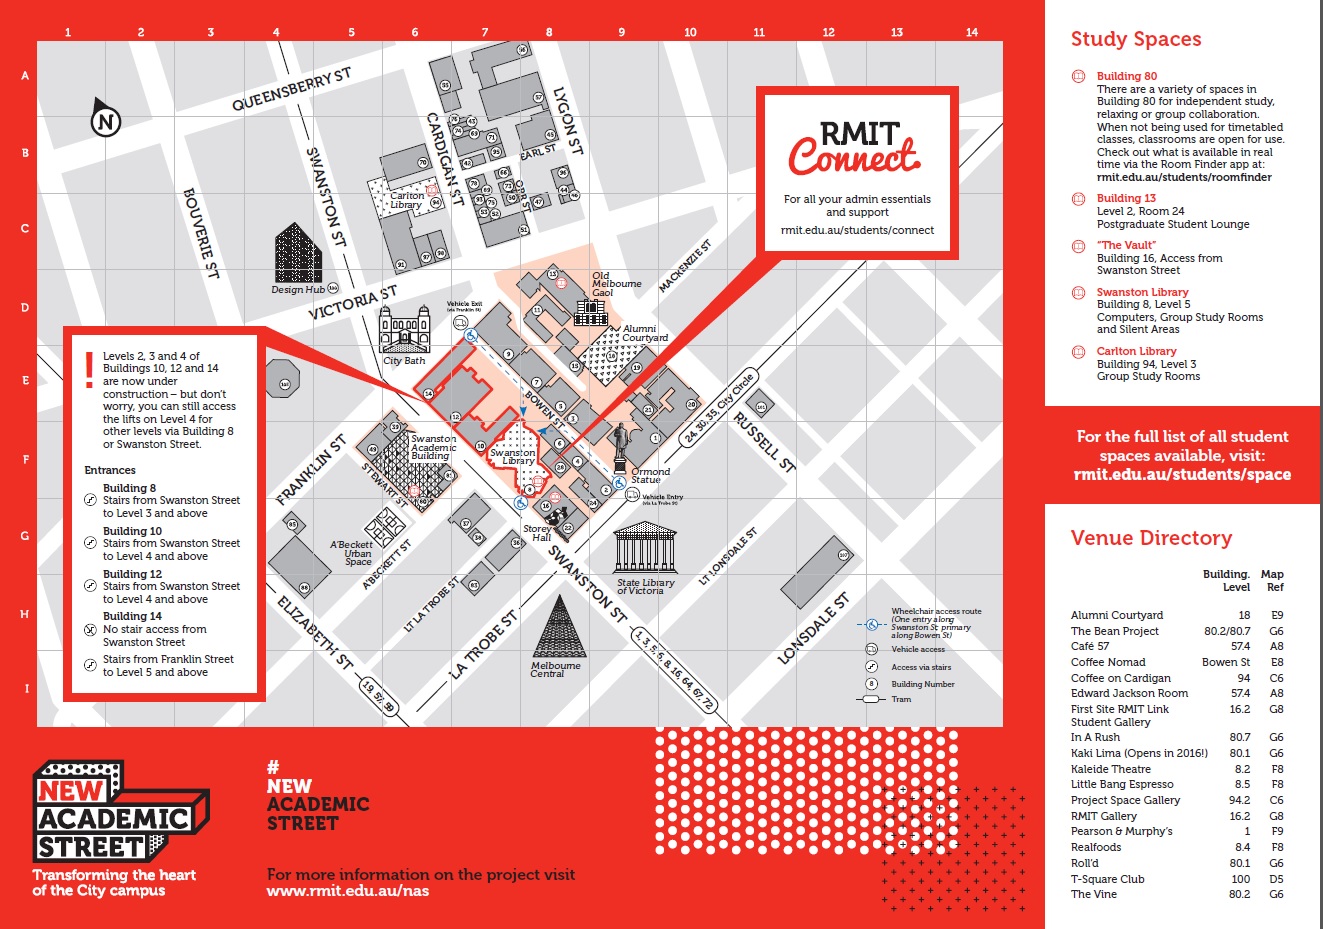 1 2 3 4 5 6 7 8 9 10 11 12 13 14
A
B
C
D
E
F
G
H
I
N
QUEENSBERRY ST
SWANSTON ST
BOUVERIE ST
CARDIGAN ST
LYGON ST
EARL ST
ORR ST
VICTORIA ST
MACKENZIE ST
Carlton
Library
Design Hub
City Bath
Vehicle Exit
(via Franklin St)
Old
Melbourne
Gaol
Alumni
Courtyard
BOWEN ST
Swanston
Library
Swanston
Academic
Building
FRANKLIN ST
STEWART ST
A'Beckett
Urban
Space
A'BECKETT ST
Storey
Hall
Ormond
Statue
Vehicle Entry
(via La Trobe St)
24, 30, 35, City Circle
RUSSELL ST
State Library
of Victoria
LT LONSDALE ST
LONSDALE ST
SWANSTON ST
LT LA TROBE ST
LA TROBE ST
ELIZABETH ST
19, 57, 59
1, 3, 5, 6, 8, 16, 64, 67, 72
Melbourne
Central
Wheelchair access route
(One entry along
Swanston St; primary
along Bowen St)
Vehicle access
Access via stairs
8 Building Number
Tram
RMIT
Connect.
For all your admin essentials
and support
rmit.edu.au/students/connect
!
Levels 2, 3 and 4 of
Buildings 10, 12 and 14
are now under
construction – but don't
worry, you can still access
the lifts on Level 4 for
other levels via Building 8
or Swanston Street.
Entrances
Building 8
Stairs from Swanston Street
to Level 3 and above
Building 10
Stairs from Swanston Street
to Level 4 and above
Building 12
Stairs from Swanston Street
to Level 4 and above
Building 14
No stair access from
Swanston Street
Stairs from Franklin Street
to Level 5 and above
NEW
ACADEMIC
STREET
Transforming the heart
of the City campus
#
NEW
ACADEMIC
STREET
For more information on the project visit
www.rmit.edu.au/nas
Study Spaces
Building 80
There are a variety of spaces in
Building 80 for independent study,
relaxing or group collaboration.
When not being used for timetabled
classes, classrooms are open for use.
Check out what is available in real
time via the Room Finder app at:
rmit.edu.au/students/roomfinder
Building 13
Level 2, Room 24
Postgraduate Student Lounge
"The Vault"
Building 16, Access from
Swanston Street
Swanston Library
Building 8, Level 5
Computers, Group Study Rooms
and Silent Areas
Carlton Library
Building 94, Level 3
Group Study Rooms
For the full list of all student
spaces available, visit:
rmit.edu.au/students/space
Venue Directory
Building. Map
Level Ref
Alumni Courtyard 18 E9
The Bean Project 80.2/80.7 G6
Café 57 57.4 A8
Coffee Nomad Bowen St E8
Coffee on Cardigan 94 C6
Edward Jackson Room 57.4 A8
First Site RMIT Link 16.2 G8
Student Gallery
In A Rush 80.7 G6
Kaki Lima (Opens in 2016!) 80.1 G6
Kaleide Theatre 8.2 F8
Little Bang Espresso 8.5 F8
Project Space Gallery 94.2 C6
RMIT Gallery 16.2 G8
Pearson & Murphy's 1 F9
Realfoods 8.4 F8
Roll'd 80.1 G6
T-Square Club 100 D5
The Vine 80.2 G6